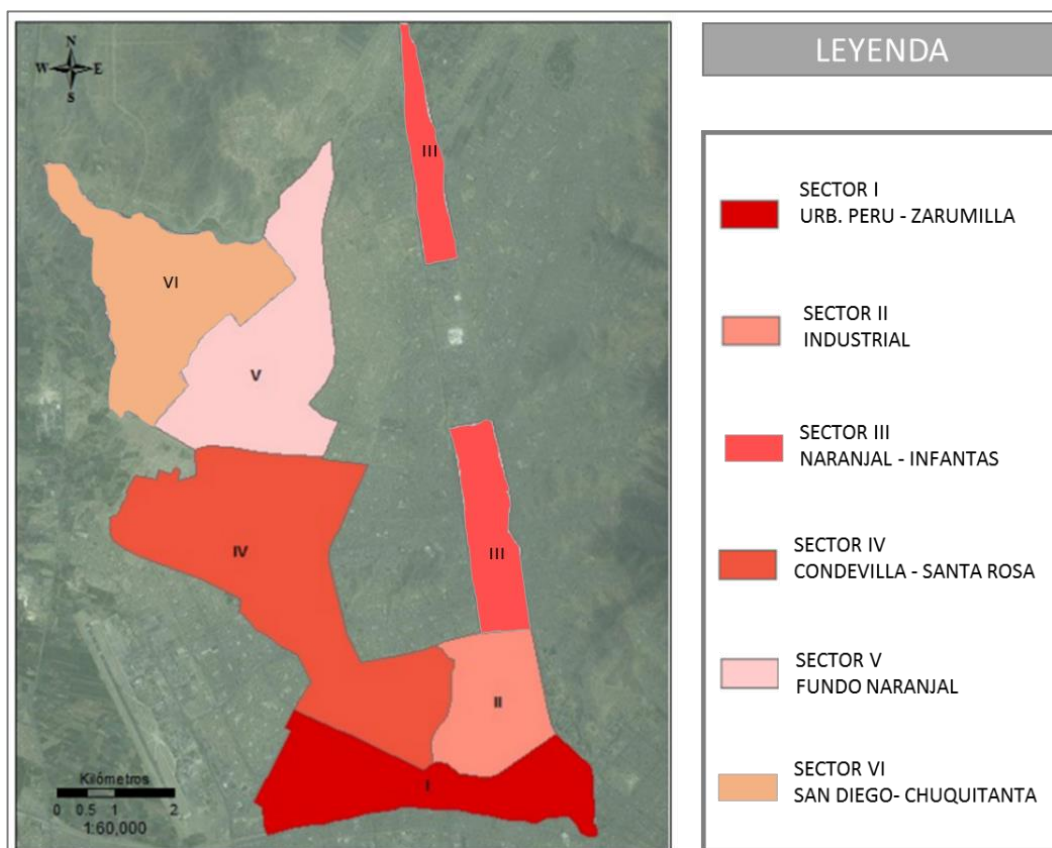 N
W E
S
III
VI
V
IV
III
II
I
Kilómetros
0 0.5 1 2
1:60,000
LEYENDA
SECTOR I
URB. PERU - ZARUMILLA
SECTOR II
INDUSTRIAL
SECTOR III
NARANJAL - INFANTAS
SECTOR IV
CONDEVILLA - SANTA ROSA
SECTOR V
FUNDO NARANJAL
SECTOR VI
SAN DIEGO- CHUQUITANTA